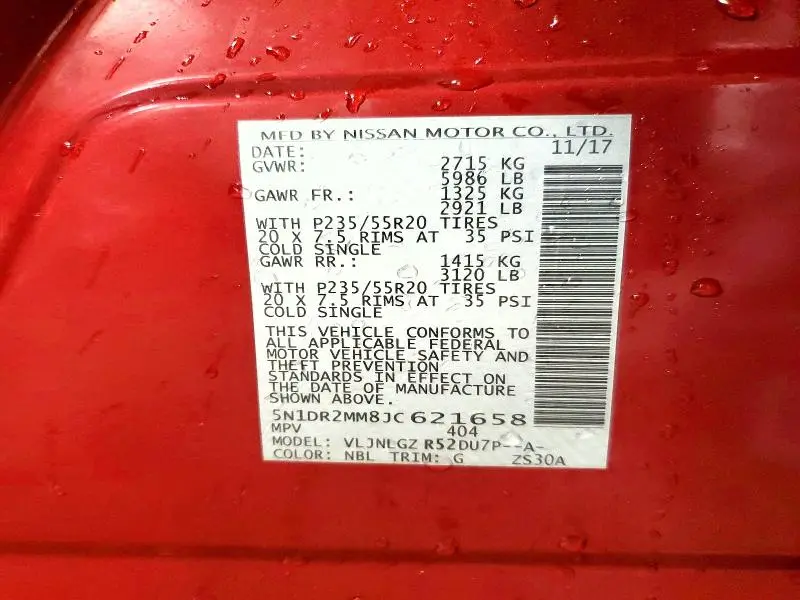 MFD BY NISSAN MOTOR CO., LTD.
DATE: 11/17
GVWR: 2715 KG
5986 LB
GAWR FR.: 1325 KG
2921 LB
WITH P235/55R20 TIRES
20 X 7.5 RIMS AT 35 PSI
COLD SINGLE
GAWR RR.: 1415 KG
3120 LB
WITH P235/55R20 TIRES
20 X 7.5 RIMS AT 35 PSI
COLD SINGLE
THIS VEHICLE CONFORMS TO
ALL APPLICABLE FEDERAL
MOTOR VEHICLE SAFETY AND
THEFT PREVENTION
STANDARDS IN EFFECT ON
THE DATE OF MANUFACTURE
SHOWN ABOVE.
5N1DR2MM8JC621658
MPV 404
MODEL: VLJNLGZ R52DU7P--A-
COLOR: NBL TRIM: G ZS30A